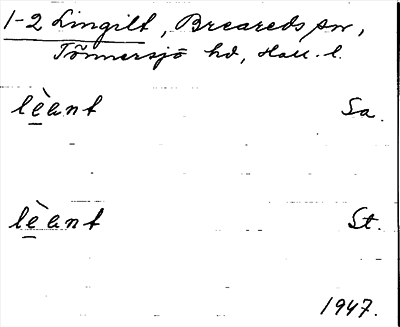 1-2 Lingilt, Breareds sn,
Tönnersjö hd, Hall. l.
lèant Sa.
lèant St.
1947.